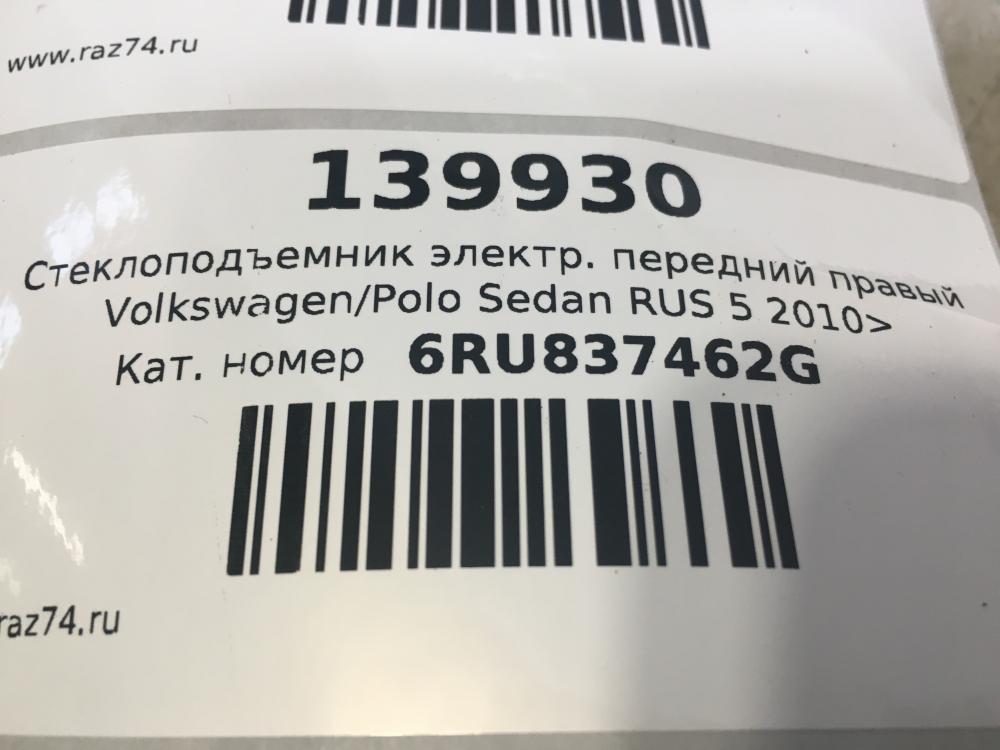 www.raz74.ru
139930
Стеклоподъемник электр. передний правый
Volkswagen/Polo Sedan RUS 5 2010>
Кат. номер 6RU837462G
raz74.ru